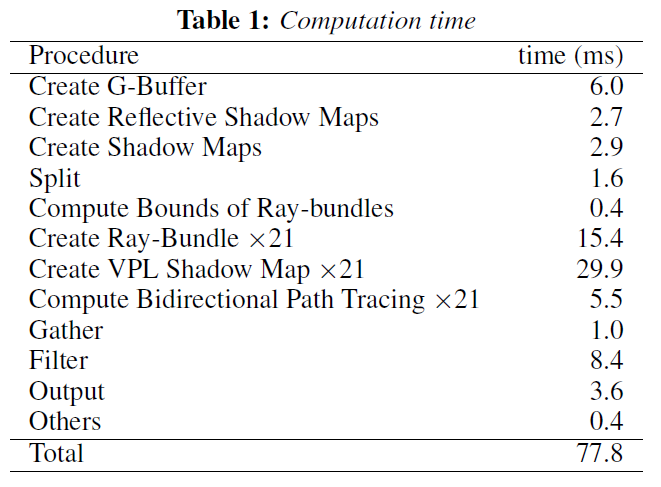 Table 1: Computation time
Procedure time (ms)
Create G-Buffer 6.0
Create Reflective Shadow Maps 2.7
Create Shadow Maps 2.9
Split 1.6
Compute Bounds of Ray-bundles 0.4
Create Ray-Bundle ×21 15.4
Create VPL Shadow Map ×21 29.9
Compute Bidirectional Path Tracing ×21 5.5
Gather 1.0
Filter 8.4
Output 3.6
Others 0.4
Total 77.8